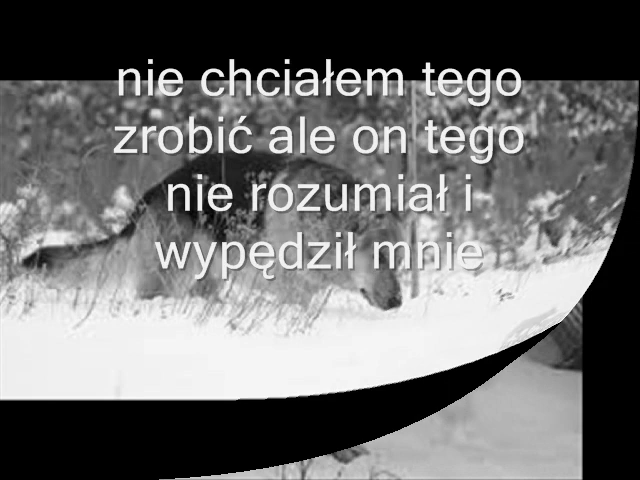 nie chciałem tego
zrobić ale on tego
nie rozumiał i
wypędził mnie